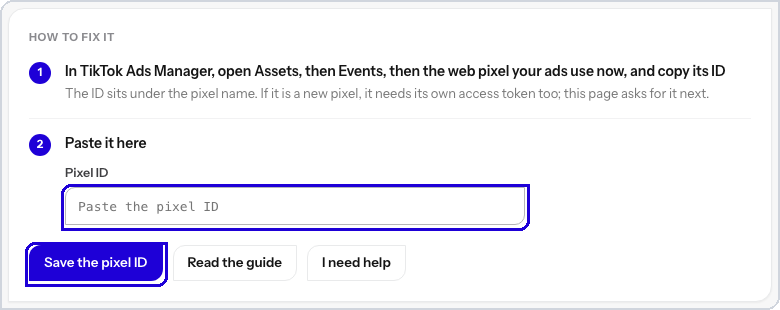 HOW TO FIX IT
1 In TikTok Ads Manager, open Assets, then Events, then the web pixel your ads use now, and copy its ID
The ID sits under the pixel name. If it is a new pixel, it needs its own access token too; this page asks for it next.
2 Paste it here
Pixel ID
Paste the pixel ID
Save the pixel ID Read the guide I need help